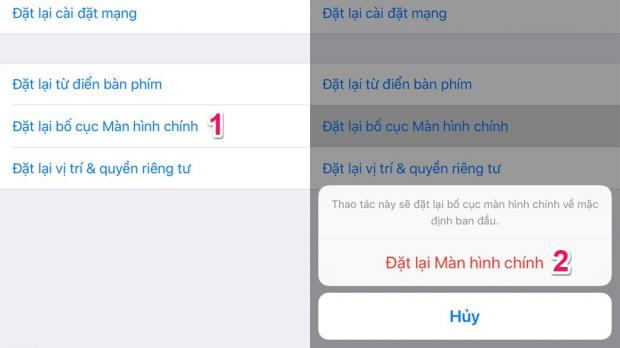 Đặt lại cài đặt mạng
Đặt lại từ điển bàn phím
Đặt lại bố cục Màn hình chính 1
Đặt lại vị trí & quyền riêng tư
Đặt lại cài đặt mạng
Đặt lại từ điển bàn phím
Đặt lại bố cục Màn hình chính
Đặt lại vị trí & quyền riêng tư
Thao tác này sẽ đặt lại bố cục màn hình chính về mặc
định ban đầu.
Đặt lại Màn hình chính 2
Hủy